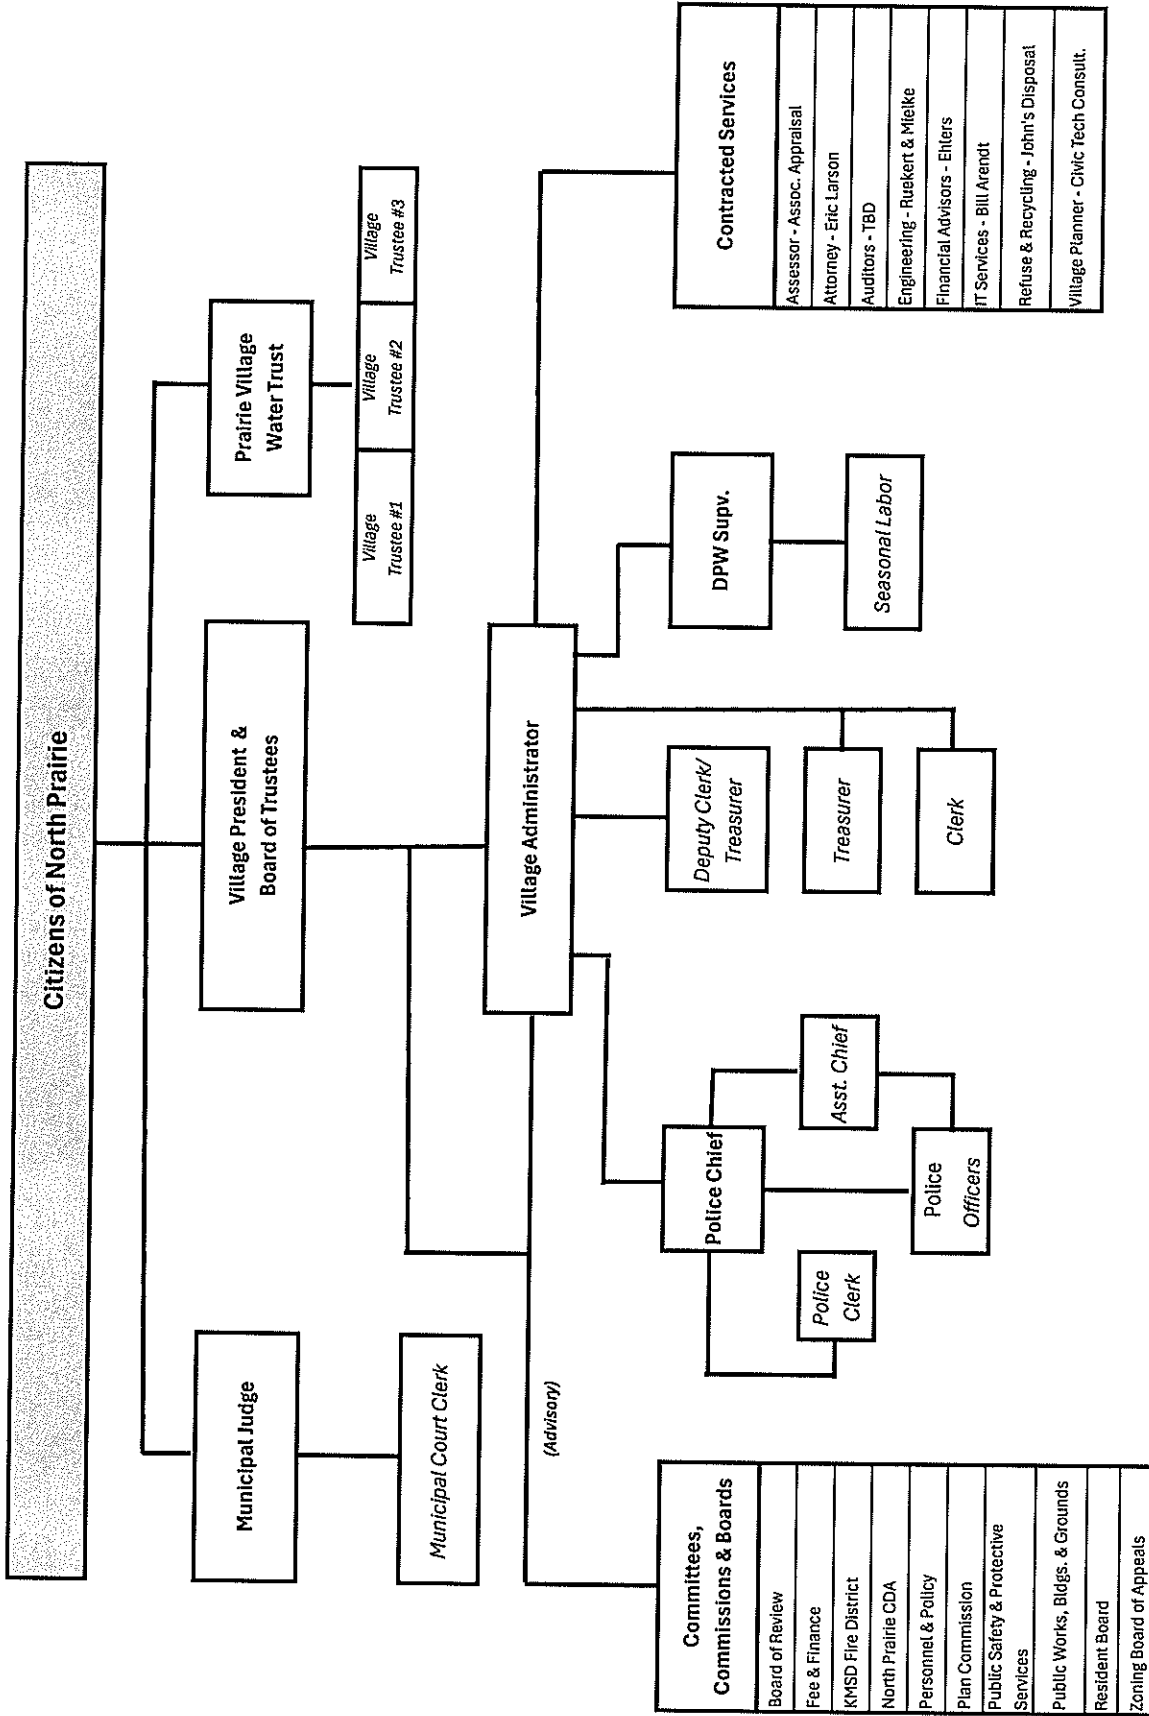 Citizens of North Prairie
Municipal Judge
Village President &
Board of Trustees
Prairie Village
Water Trust
Municipal Court Clerk
Village
Trustee #1
Village
Trustee #2
Village
Trustee #3
Village Administrator
(Advisory)
Committees,
Commissions & Boards
Board of Review
Fee & Finance
KMSD Fire District
North Prairie CDA
Personnel & Policy
Plan Commission
Public Safety & Protective
Services
Public Works, Bldgs. & Grounds
Resident Board
Zoning Board of Appeals
Police Chief
Police
Clerk
Asst. Chief
Police
Officers
Deputy Clerk/
Treasurer
Treasurer
Clerk
DPW Supv.
Seasonal Labor
Contracted Services
Assessor - Assoc. Appraisal
Attorney - Eric Larson
Auditors - TBD
Engineering - Ruekert & Mielke
Financial Advisors - Ehlers
IT Services - Bill Arendt
Refuse & Recycling - John's Disposal
Village Planner - Civic Tech Consult.